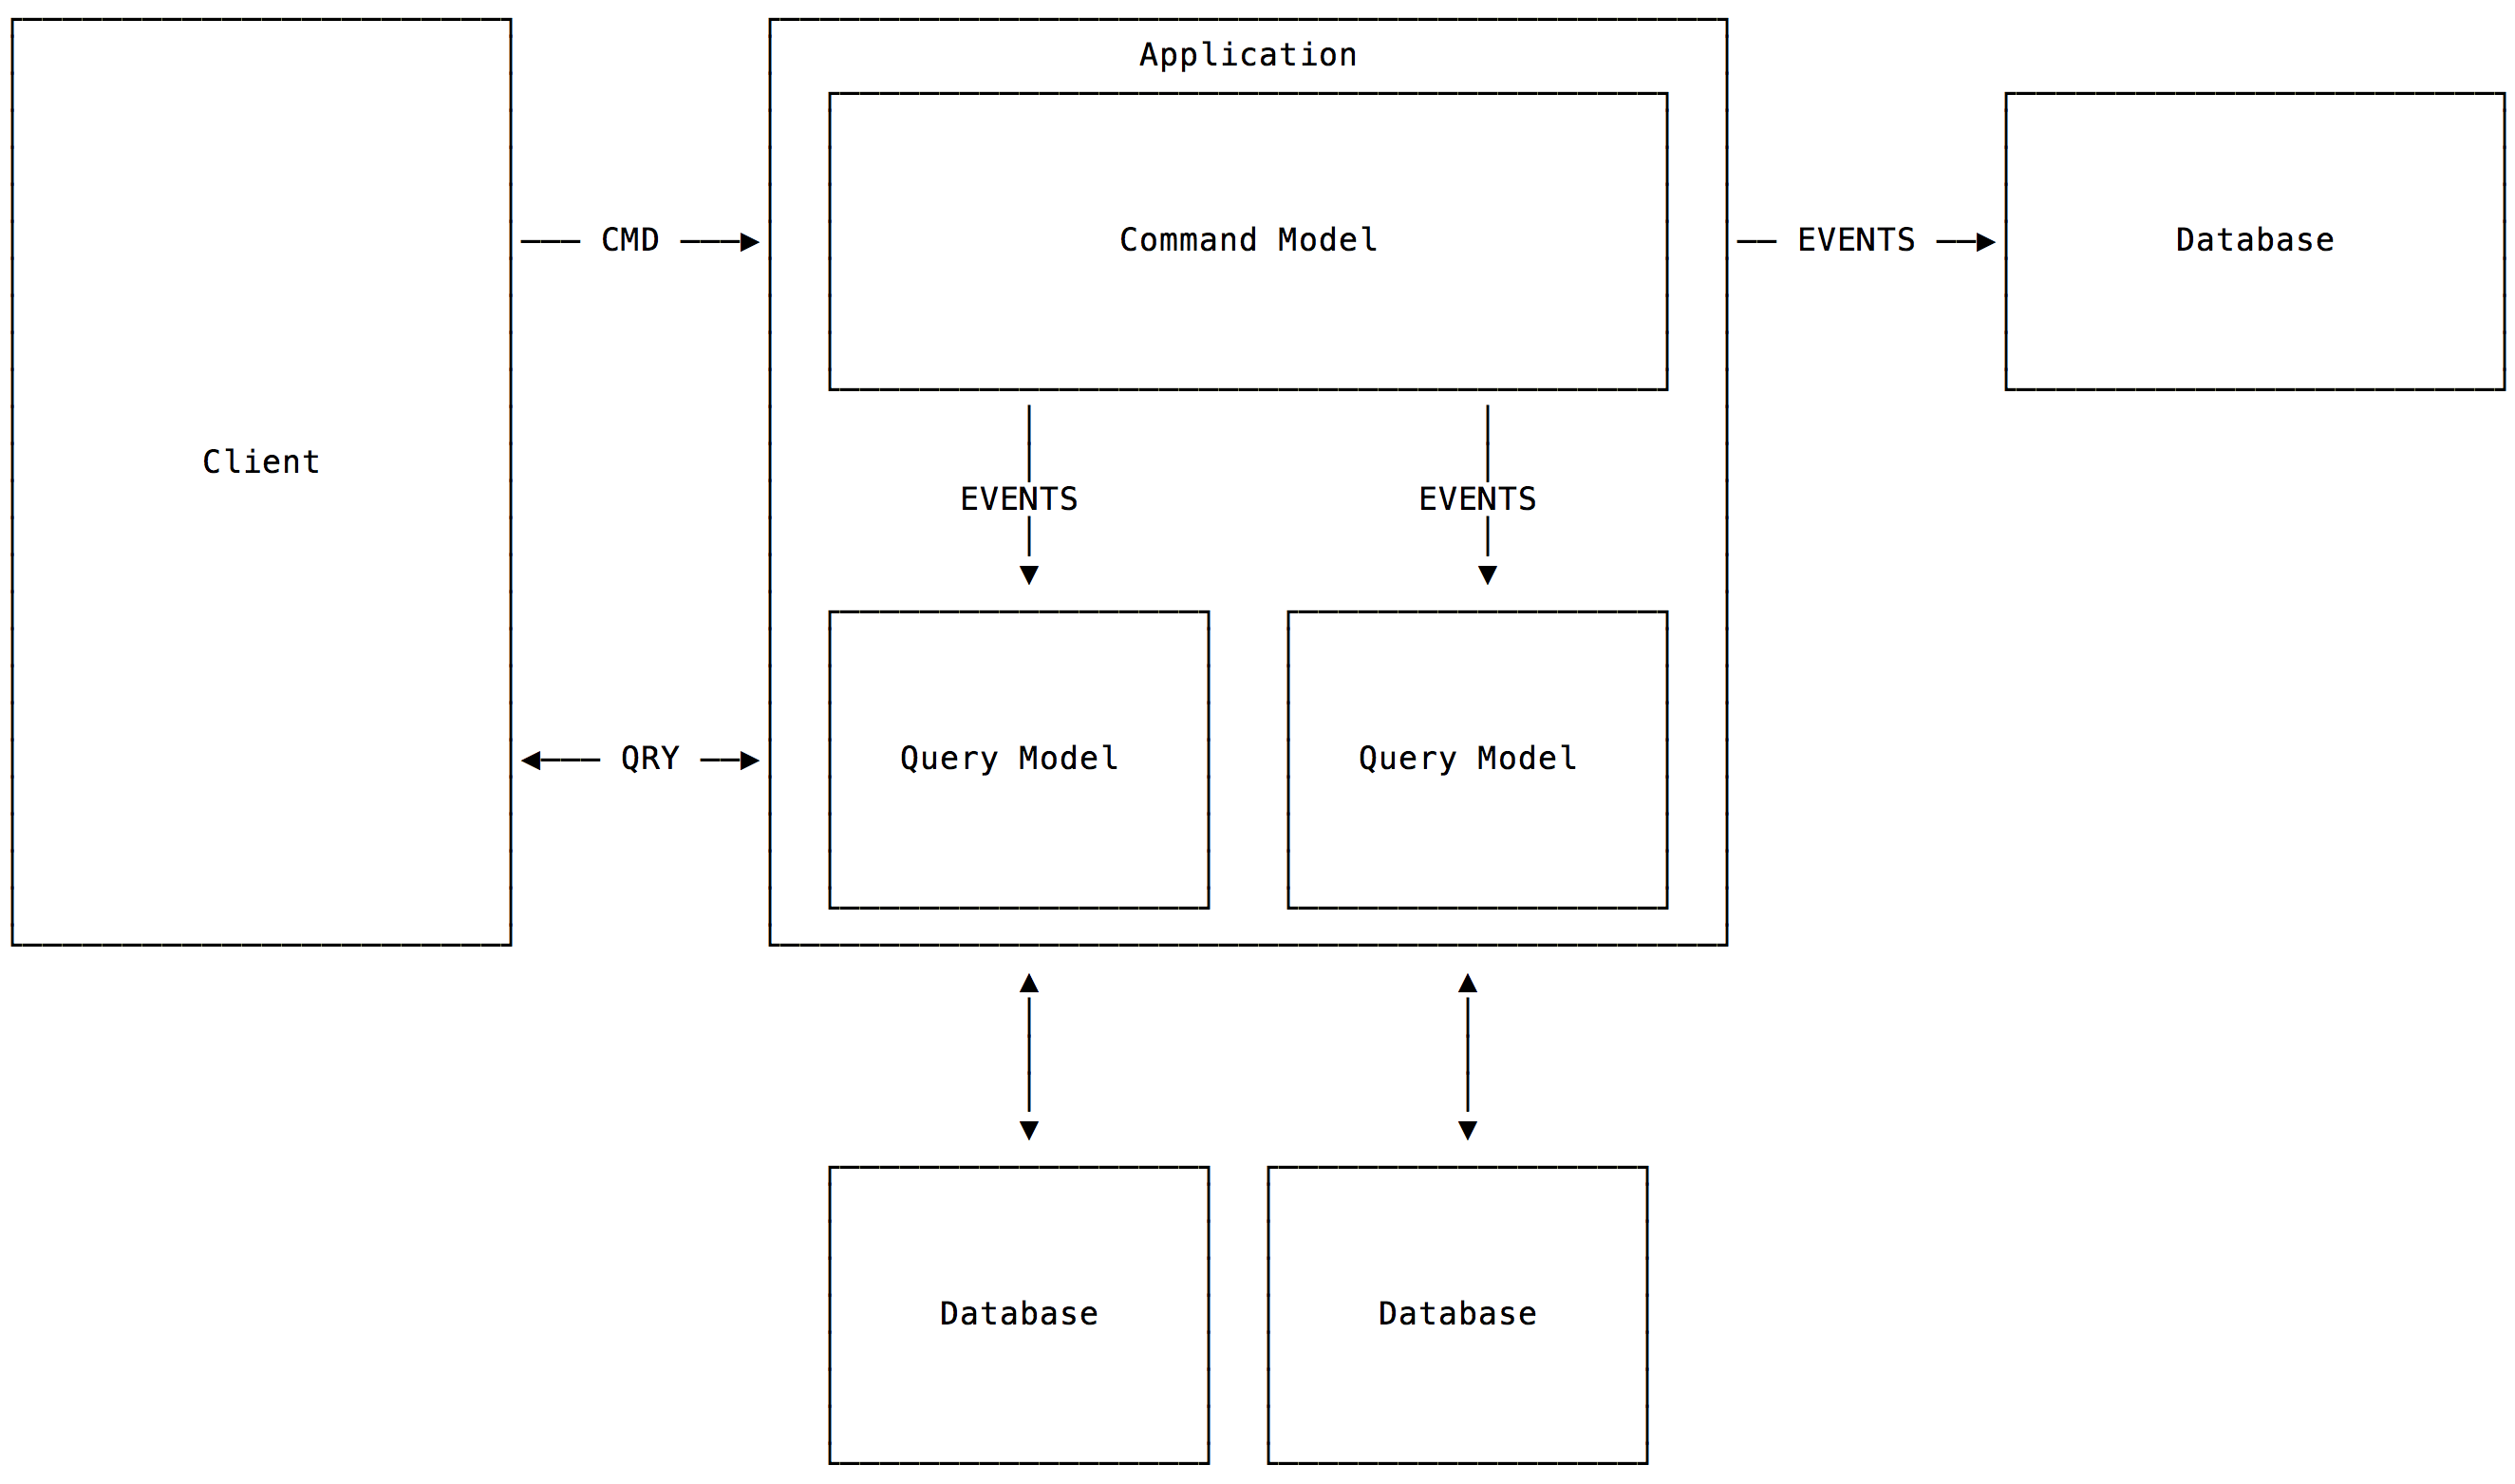 Application
CMD
Command Model
EVENTS
Database
Client
EVENTS
EVENTS
QRY
Query Model
Query Model
Database
Database